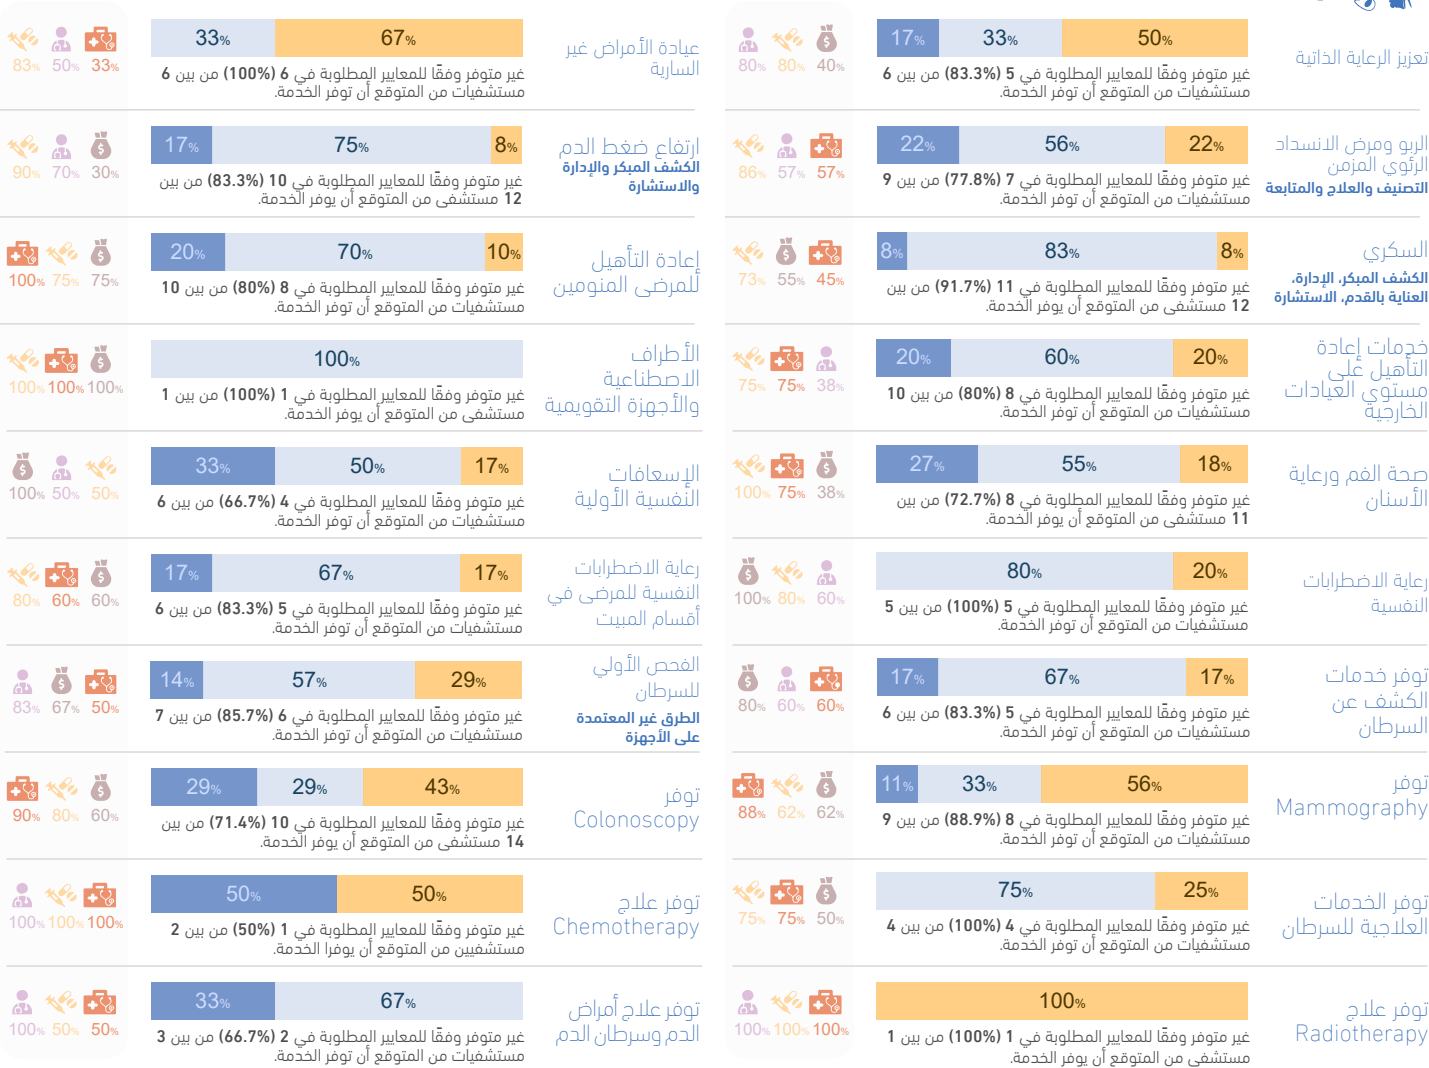 تعزيز الرعاية الذاتية
50%
33%
17%
غير متوفر وفقًا للمعايير المطلوبة في 5 (83.3%) من بين 6
مستشفيات من المتوقع أن توفر الخدمة.
40%
80%
80%
الربو ومرض الانسداد
الرئوي المزمن
التصنيف والعلاج والمتابعة
22%
56%
22%
غير متوفر وفقًا للمعايير المطلوبة في 7 (77.8%) من بين 9
مستشفيات من المتوقع أن توفر الخدمة.
57%
57%
86%
السكري
الكشف المبكر، الإدارة،
العناية بالقدم، الاستشارة
8%
83%
8%
غير متوفر وفقًا للمعايير المطلوبة في 11 (91.7%) من بين
12 مستشفى من المتوقع أن توفر الخدمة.
45%
55%
73%
خدمات إعادة
التأهيل على
مستوى العيادات
الخارجية
20%
60%
20%
غير متوفر وفقًا للمعايير المطلوبة في 8 (80%) من بين 10
مستشفيات من المتوقع أن توفر الخدمة.
38%
75%
75%
صحة الفم ورعاية
الأسنان
18%
55%
27%
غير متوفر وفقًا للمعايير المطلوبة في 8 (72.7%) من بين
11 مستشفى من المتوقع أن يوفر الخدمة.
38%
75%
100%
رعاية الاضطرابات
النفسية
20%
80%
غير متوفر وفقًا للمعايير المطلوبة في 5 (100%) من بين 5
مستشفيات من المتوقع أن توفر الخدمة.
60%
80%
100%
توفر خدمات
الكشف عن
السرطان
17%
67%
17%
غير متوفر وفقًا للمعايير المطلوبة في 5 (83.3%) من بين 6
مستشفيات من المتوقع أن توفر الخدمة.
60%
60%
80%
توفر
Mammography
56%
33%
11%
غير متوفر وفقًا للمعايير المطلوبة في 8 (88.9%) من بين 9
مستشفيات من المتوقع أن توفر الخدمة.
62%
62%
88%
توفر الخدمات
العلاجية للسرطان
25%
75%
غير متوفر وفقًا للمعايير المطلوبة في 4 (100%) من بين 4
مستشفيات من المتوقع أن توفر الخدمة.
50%
75%
75%
توفر علاج
Radiotherapy
100%
غير متوفر وفقًا للمعايير المطلوبة في 1 (100%) من بين 1
مستشفى من المتوقع أن يوفر الخدمة.
100%
100%
100%
عيادة الأمراض غير
السارية
67%
33%
غير متوفر وفقًا للمعايير المطلوبة في 6 (100%) من بين 6
مستشفيات من المتوقع أن توفر الخدمة.
33%
50%
83%
ارتفاع ضغط الدم
الكشف المبكر والإدارة
والاستشارة
8%
75%
17%
غير متوفر وفقًا للمعايير المطلوبة في 10 (83.3%) من بين
12 مستشفى من المتوقع أن يوفر الخدمة.
30%
70%
90%
إعادة التأهيل
للمرضى المنومين
10%
70%
20%
غير متوفر وفقًا للمعايير المطلوبة في 8 (80%) من بين 10
مستشفيات من المتوقع أن توفر الخدمة.
75%
75%
100%
الأطراف
الاصطناعية
والأجهزة التقويمية
100%
غير متوفر وفقًا للمعايير المطلوبة في 1 (100%) من بين 1
مستشفى من المتوقع أن يوفر الخدمة.
100%
100%
100%
الإسعافات
النفسية الأولية
17%
50%
33%
غير متوفر وفقًا للمعايير المطلوبة في 4 (66.7%) من بين 6
مستشفيات من المتوقع أن توفر الخدمة.
50%
50%
100%
رعاية الاضطرابات
النفسية للمرضى في
أقسام المبيت
17%
67%
17%
غير متوفر وفقًا للمعايير المطلوبة في 5 (83.3%) من بين 6
مستشفيات من المتوقع أن توفر الخدمة.
60%
60%
80%
الفحص الأولي
للسرطان
الطرق غير المعتمدة
على الأجهزة
29%
57%
14%
غير متوفر وفقًا للمعايير المطلوبة في 6 (85.7%) من بين 7
مستشفيات من المتوقع أن توفر الخدمة.
50%
67%
83%
توفر
Colonoscopy
43%
29%
29%
غير متوفر وفقًا للمعايير المطلوبة في 10 (71.4%) من بين
14 مستشفى من المتوقع أن يوفر الخدمة.
60%
80%
90%
توفر علاج
Chemotherapy
50%
50%
غير متوفر وفقًا للمعايير المطلوبة في 1 (50%) من بين 2
مستشفيين من المتوقع أن يوفرا الخدمة.
100%
100%
100%
توفر علاج أمراض
الدم وسرطان الدم
67%
33%
غير متوفر وفقًا للمعايير المطلوبة في 2 (66.7%) من بين 3
مستشفيات من المتوقع أن توفر الخدمة.
50%
50%
100%